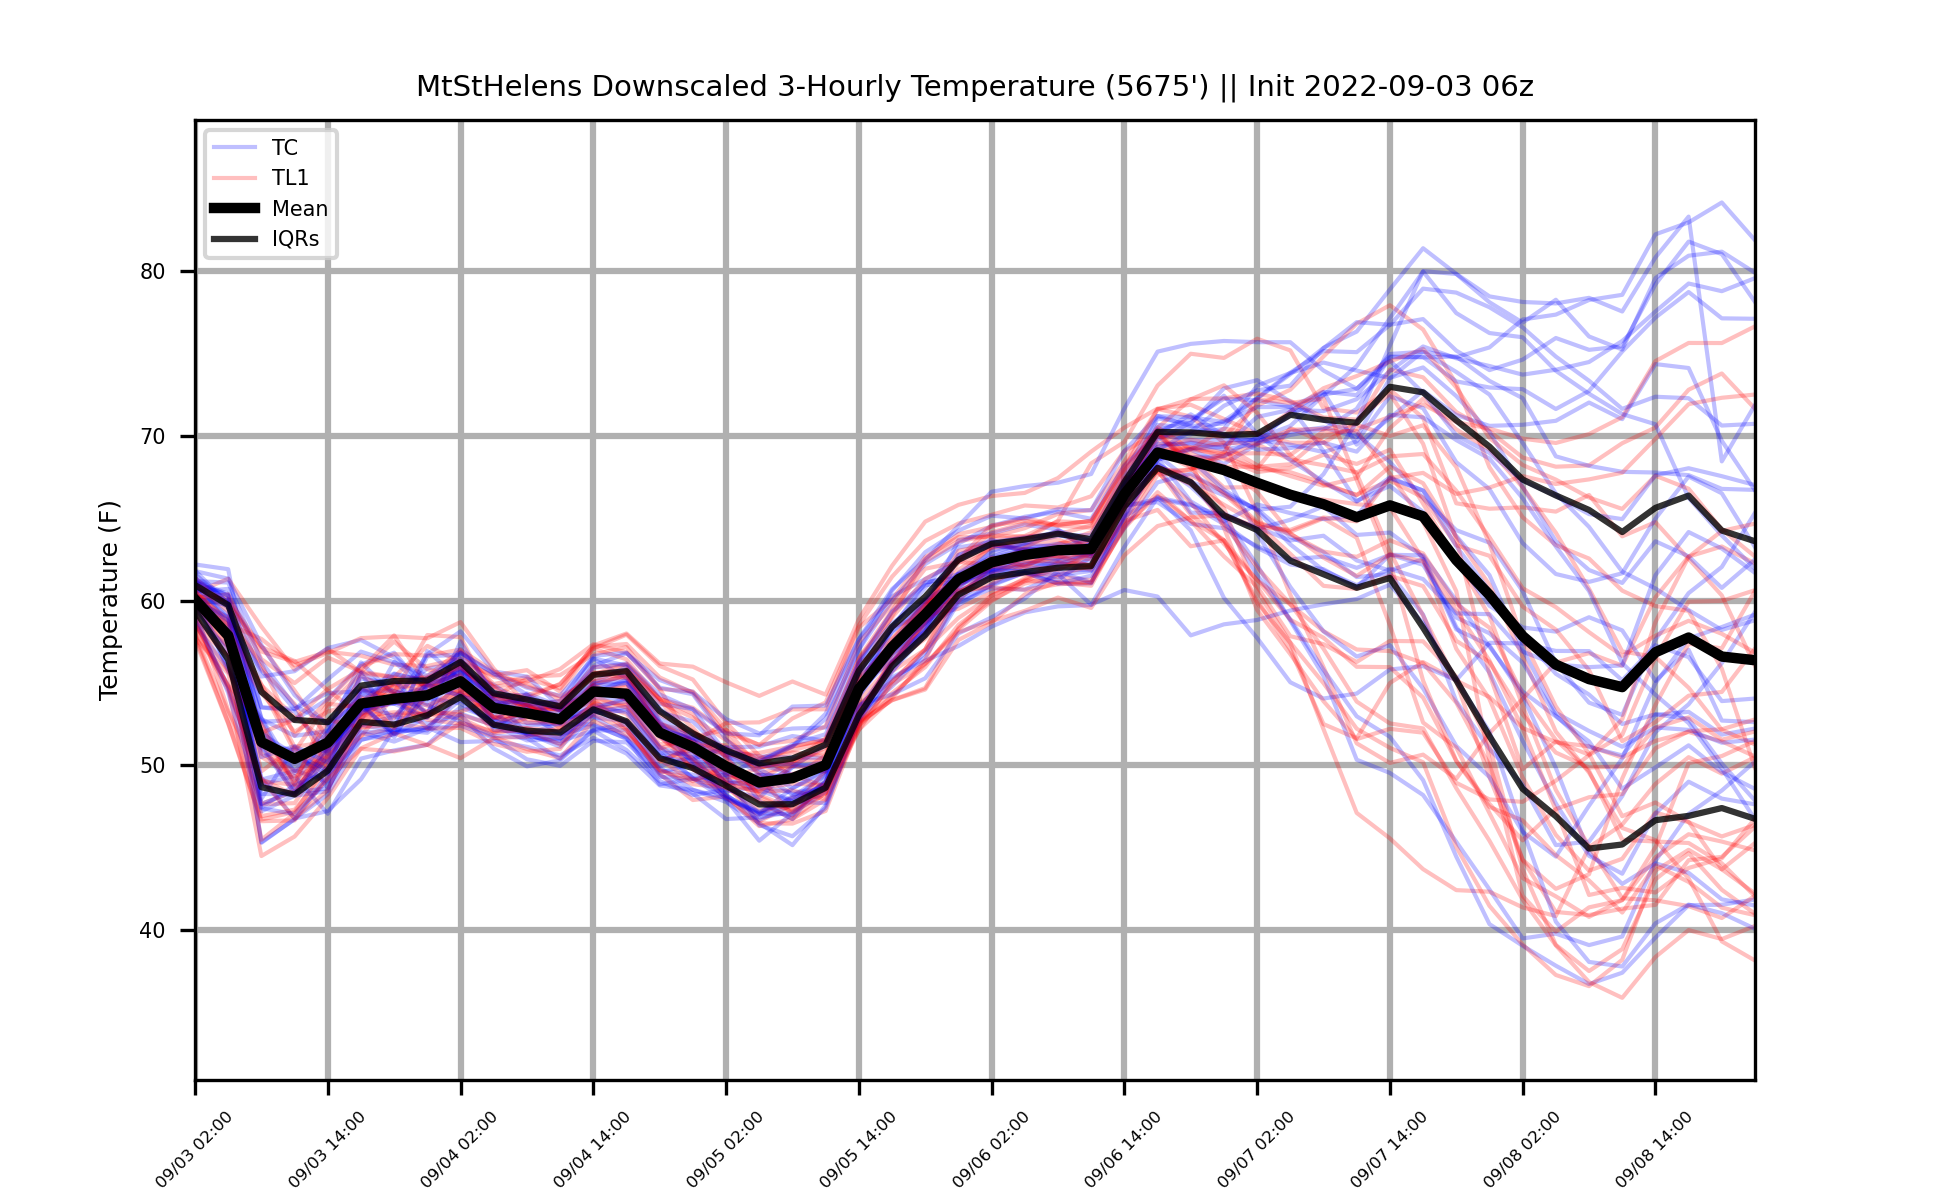 MtStHelens Downscaled 3-Hourly Temperature (5675') || Init 2022-09-03 06z
TC
TL1
Mean
IQRs
Temperature (F)
80
70
60
50
40
09/03 02:00
09/03 14:00
09/04 02:00
09/04 14:00
09/05 02:00
09/05 14:00
09/06 02:00
09/06 14:00
09/07 02:00
09/07 14:00
09/08 02:00
09/08 14:00